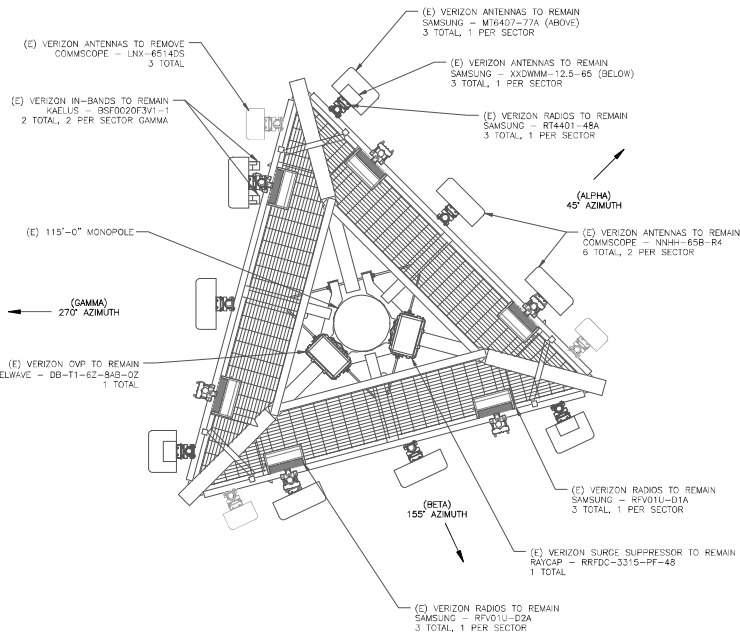 (E) VERIZON ANTENNAS TO REMAIN
SAMSUNG - MT6407-77A (ABOVE)
3 TOTAL, 1 PER SECTOR
(E) VERIZON ANTENNAS TO REMOVE
COMMSCOPE - LNX-6514DS
3 TOTAL
(E) VERIZON ANTENNAS TO REMAIN
SAMSUNG - XXDWMM-12.5-65 (BELOW)
3 TOTAL, 1 PER SECTOR
(E) VERIZON IN-BANDS TO REMAIN
KAELUS - BSF0020F3V1-1
2 TOTAL, 2 PER SECTOR GAMMA
(E) VERIZON RADIOS TO REMAIN
SAMSUNG - RT4401-48A
3 TOTAL, 1 PER SECTOR
(ALPHA)
45° AZIMUTH
(E) 115'-0" MONOPOLE
(E) VERIZON ANTENNAS TO REMAIN
COMMSCOPE - NNHH-65B-R4
6 TOTAL, 2 PER SECTOR
(GAMMA)
270° AZIMUTH
(E) VERIZON OVP TO REMAIN
ELWAVE - DB-T1-6Z-8AB-0Z
1 TOTAL
(E) VERIZON RADIOS TO REMAIN
SAMSUNG - RFV01U-D1A
3 TOTAL, 1 PER SECTOR
(BETA)
155° AZIMUTH
(E) VERIZON SURGE SUPPRESSOR TO REMAIN
RAYCAP - RRFDC-3315-PF-48
1 TOTAL
(E) VERIZON RADIOS TO REMAIN
SAMSUNG - RFV01U-D2A
3 TOTAL, 1 PER SECTOR